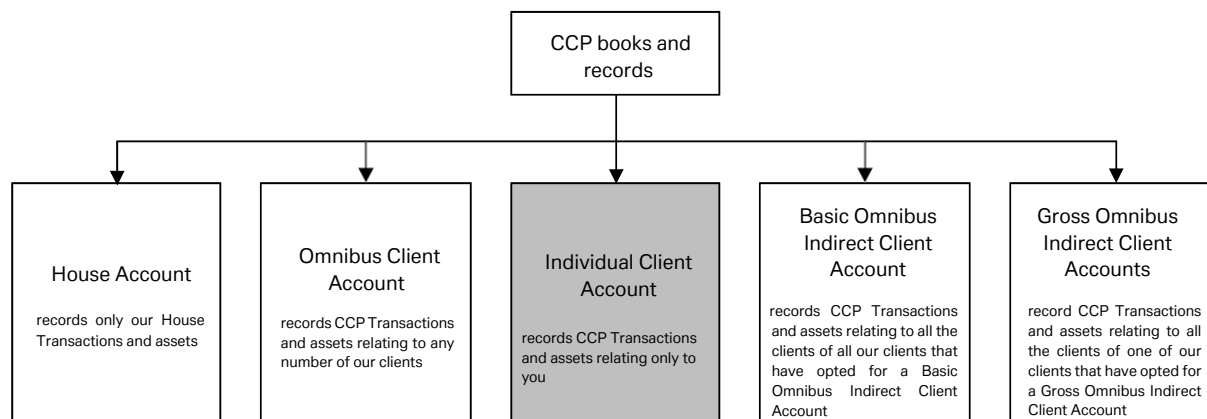 CCP books and
records
House Account
records only our House
Transactions and assets
Omnibus Client
Account
records CCP Transactions
and assets relating to any
number of our clients
Individual Client
Account
records CCP Transactions
and assets relating only to
you
Basic Omnibus
Indirect Client
Account
records CCP Transactions
and assets relating to all the
clients of all our clients that
have opted for a Basic
Omnibus Indirect Client
Account
Gross Omnibus
Indirect Client
Accounts
record CCP Transactions
and assets relating to all
the clients of one of our
clients that have opted for
a Gross Omnibus Indirect
Client Account